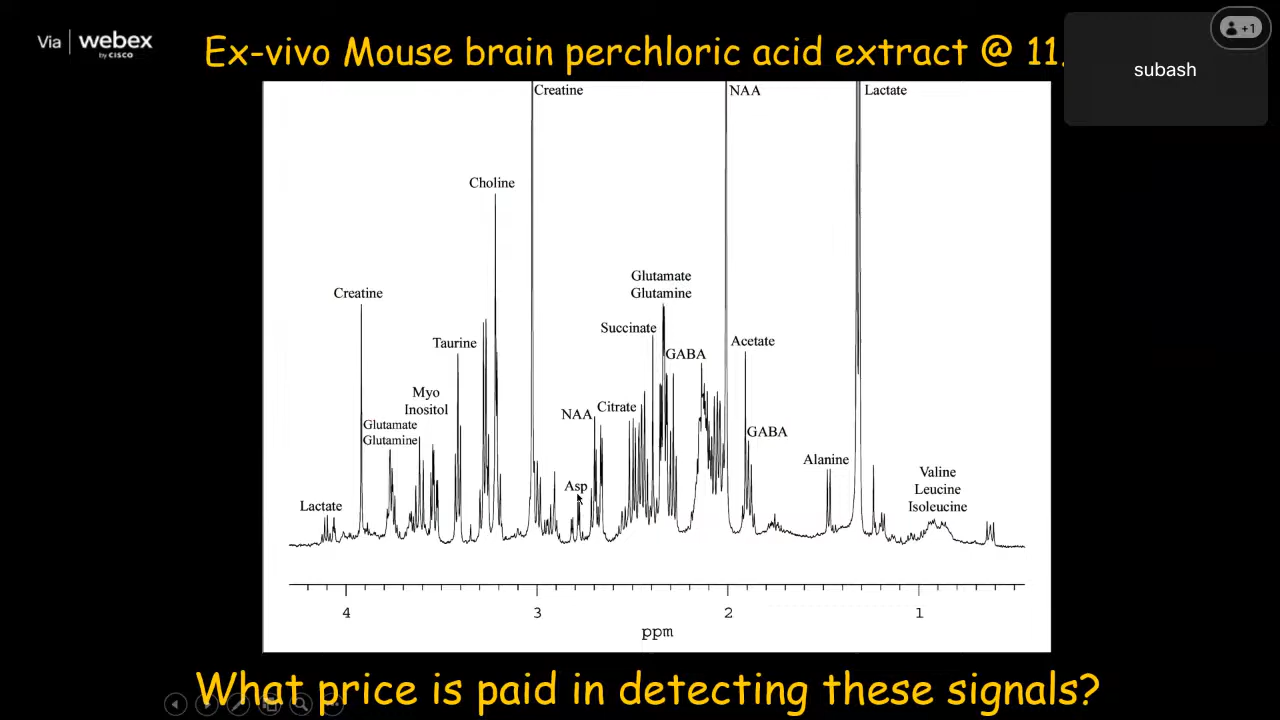 Via webex
by CISCO
+1
subash
Ex-vivo Mouse brain perchloric acid extract @ 11.
Creatine
NAA
Lactate
Choline
Glutamate
Glutamine
Creatine
Succinate
Taurine
GABA
Acetate
Myo
Inositol
NAA
Citrate
Glutamate
Glutamine
GABA
Alanine
Asp
Valine
Leucine
Isoleucine
Lactate
4 3 2 1
ppm
What price is paid in detecting these signals?